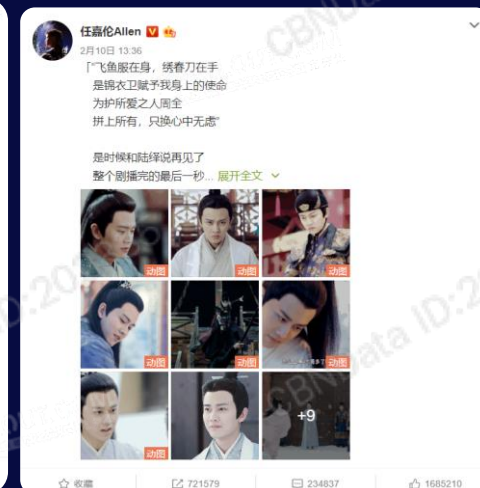 任嘉伦Allen
2月10日 13:36
「"飞鱼服在身，绣春刀在手
是锦衣卫赋予我身上的使命
为护所爱之人周全
拼上所有，只换心中无虑"
是时候和陆绎说再见了
整个剧播完的最后一秒... 展开全文
动图
动图
动图
动图
动图
动图
动图
+9
收藏
721579
234837
1685210
CBNData ID:2